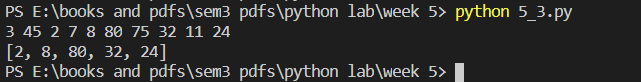 PS E:\books and pdfs\sem3 pdfs\python lab\week 5> python 5_3.py
3 45 2 7 8 80 75 32 11 24
[2, 8, 80, 32, 24]
PS E:\books and pdfs\sem3 pdfs\python lab\week 5>